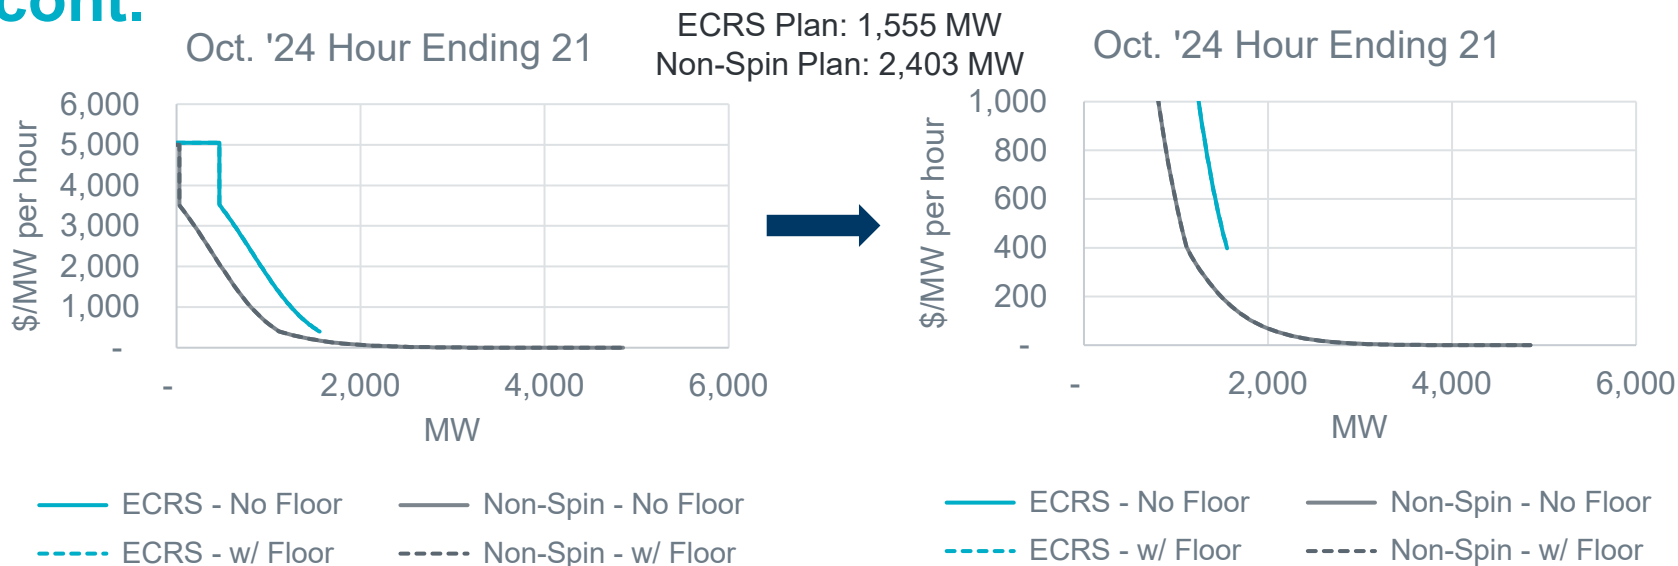 cont.
ECRS Plan: 1,555 MW
Non-Spin Plan: 2,403 MW
Oct. '24 Hour Ending 21
6,000
5,000
4,000
3,000
2,000
1,000
-
$/MW per hour
- 2,000 4,000 6,000
MW
ECRS - No Floor Non-Spin - No Floor
ECRS - w/ Floor Non-Spin - w/ Floor
Oct. '24 Hour Ending 21
1,000
800
600
400
200
-
$/MW per hour
- 2,000 4,000 6,000
MW
ECRS - No Floor Non-Spin - No Floor
ECRS - w/ Floor Non-Spin - w/ Floor